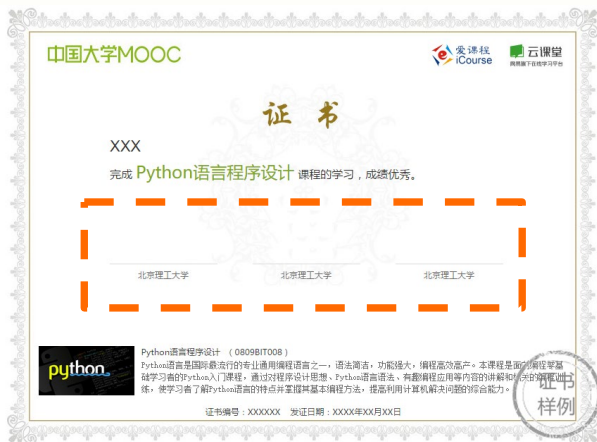 中国大学MOOC
爱课程
iCourse
云课堂
网易旗下在线学习平台
证 书
XXX
完成 Python语言程序设计 课程的学习，成绩优秀。
北京理工大学 北京理工大学 北京理工大学
python
Python语言程序设计 （0809BIT008）
Python语言是国际最流行的专业通用编程语言之一，语法简洁，功能强大，编程高效高产。本课程是面向编程零基
础学习者的Python入门课程，通过对程序设计思想、Python语言语法、有趣编程应用等内容的讲解和相关的编程训
练，使学习者了解Python语言的特点并掌握其基本编程方法，提高利用计算机解决问题的综合能力。
证书编号：XXXXXX 发证日期：XXXX年XX月XX日
证书
样例